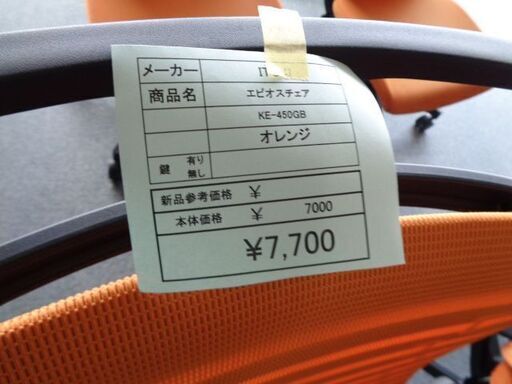 メーカー
商品名 エピオスチェア
KE-450GB
オレンジ
鍵 有り
無し
新品参考価格 ¥
本体価格 ¥ 7000
¥7,700